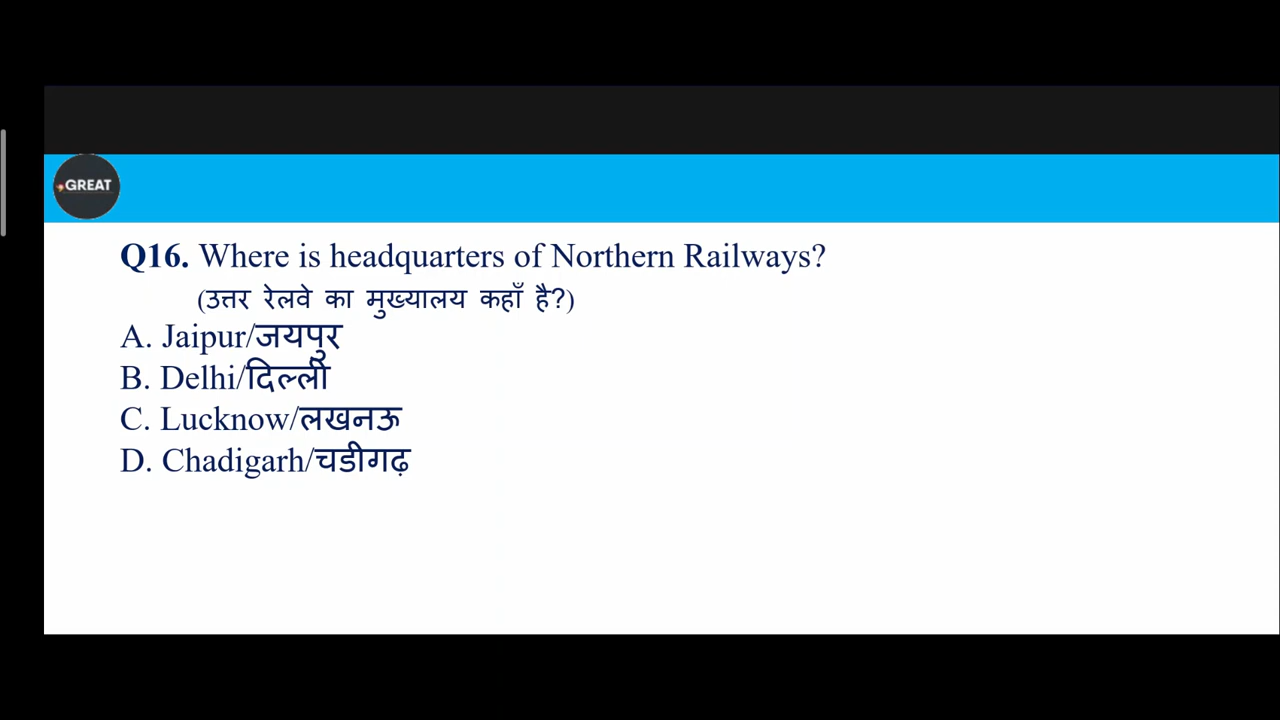 GREAT
Q16. Where is headquarters of Northern Railways?
(उत्तर रेलवे का मुख्यालय कहाँ है?)
A. Jaipur/जयपुर
B. Delhi/दिल्ली
C. Lucknow/लखनऊ
D. Chadigarh/चडीगढ़